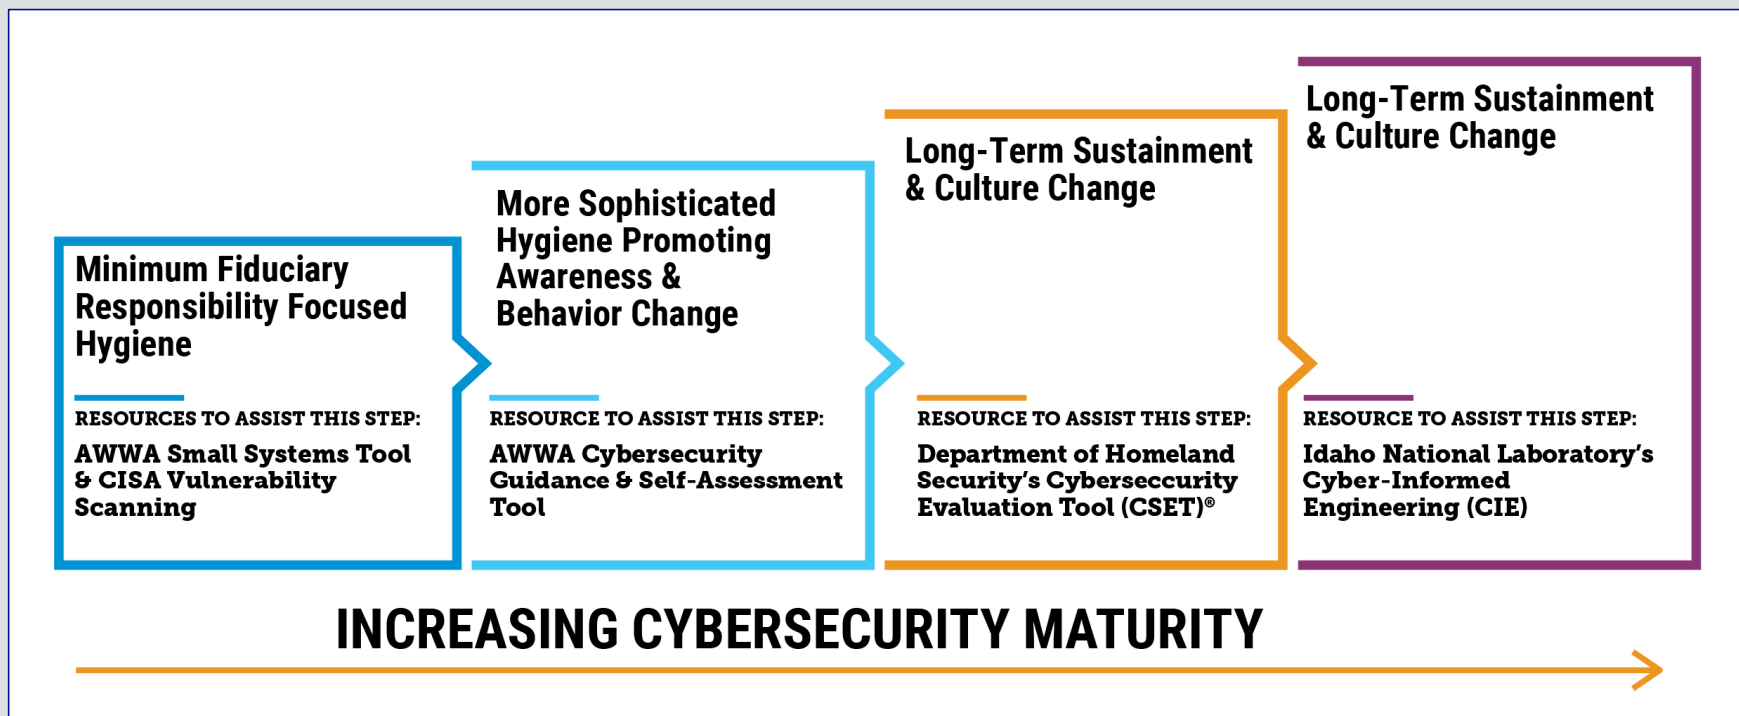 Minimum Fiduciary
Responsibility Focused
Hygiene
RESOURCES TO ASSIST THIS STEP:
AWWA Small Systems Tool
& CISA Vulnerability
Scanning
More Sophisticated
Hygiene Promoting
Awareness &
Behavior Change
RESOURCE TO ASSIST THIS STEP:
AWWA Cybersecurity
Guidance & Self-Assessment
Tool
Long-Term Sustainment
& Culture Change
RESOURCE TO ASSIST THIS STEP:
Department of Homeland
Security's Cyberseccurity
Evaluation Tool (CSET)®
Long-Term Sustainment
& Culture Change
RESOURCE TO ASSIST THIS STEP:
Idaho National Laboratory's
Cyber-Informed
Engineering (CIE)
INCREASING CYBERSECURITY MATURITY